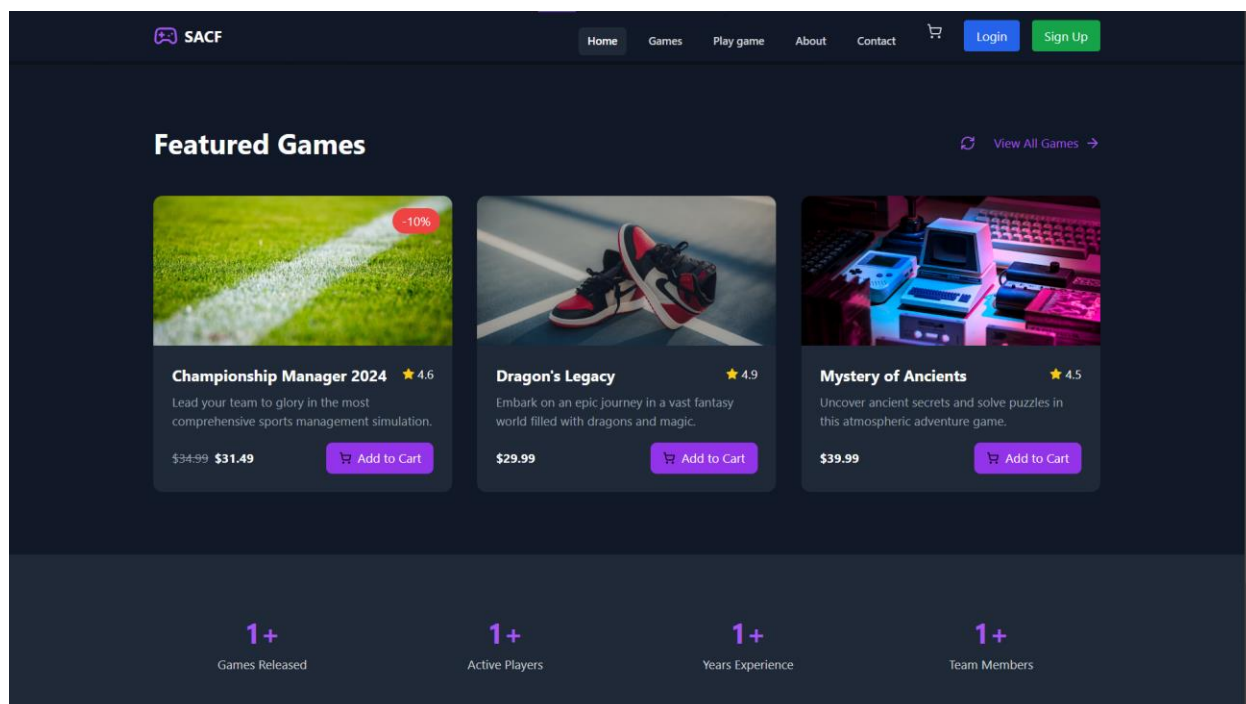 SACF
Home Games Play game About Contact Login Sign Up
Featured Games
View All Games
-10%
Championship Manager 2024 4.6
Lead your team to glory in the most
comprehensive sports management simulation.
$34.99 $31.49 Add to Cart
Dragon's Legacy 4.9
Embark on an epic journey in a vast fantasy
world filled with dragons and magic.
$29.99 Add to Cart
Mystery of Ancients 4.5
Uncover ancient secrets and solve puzzles in
this atmospheric adventure game.
$39.99 Add to Cart
1+
Games Released
1+
Active Players
1+
Years Experience
1+
Team Members